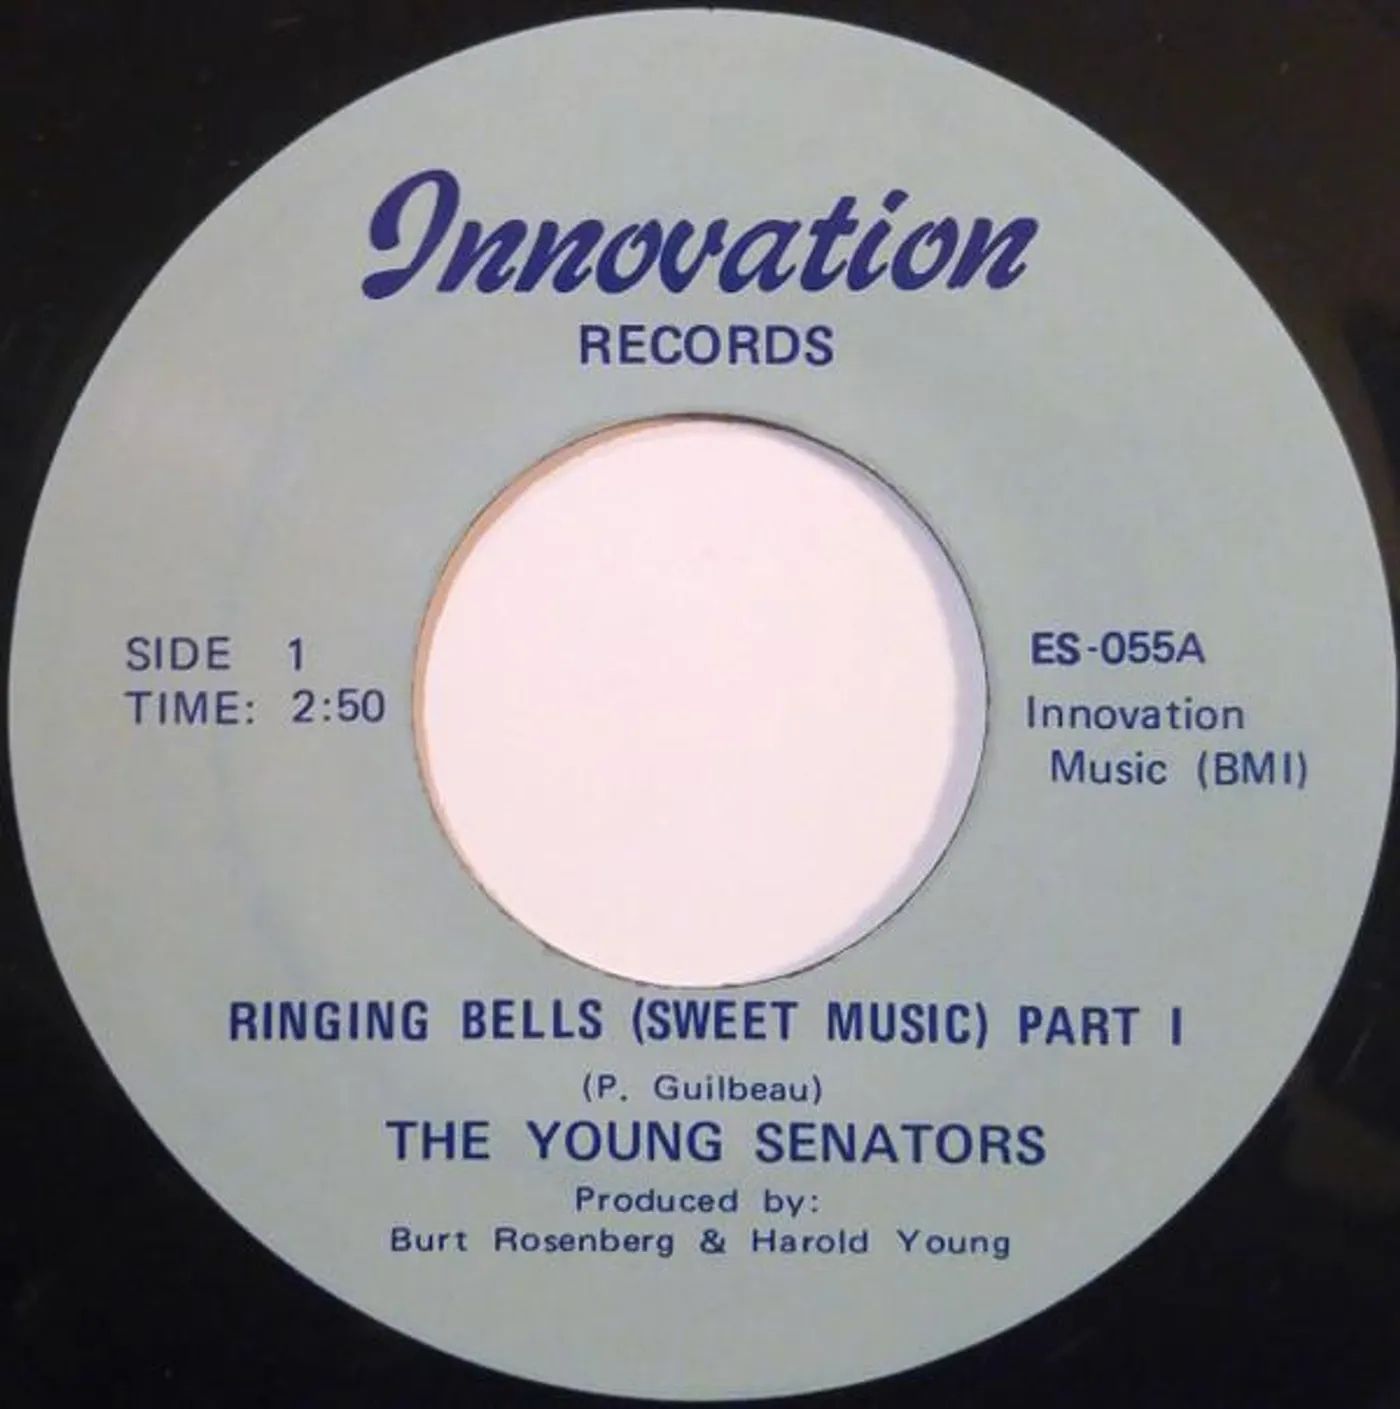 Innovation
RECORDS
SIDE 1
TIME: 2:50
ES-055A
Innovation
Music (BMI)
RINGING BELLS (SWEET MUSIC) PART I
(P. Guilbeau)
THE YOUNG SENATORS
Produced by:
Burt Rosenberg & Harold Young